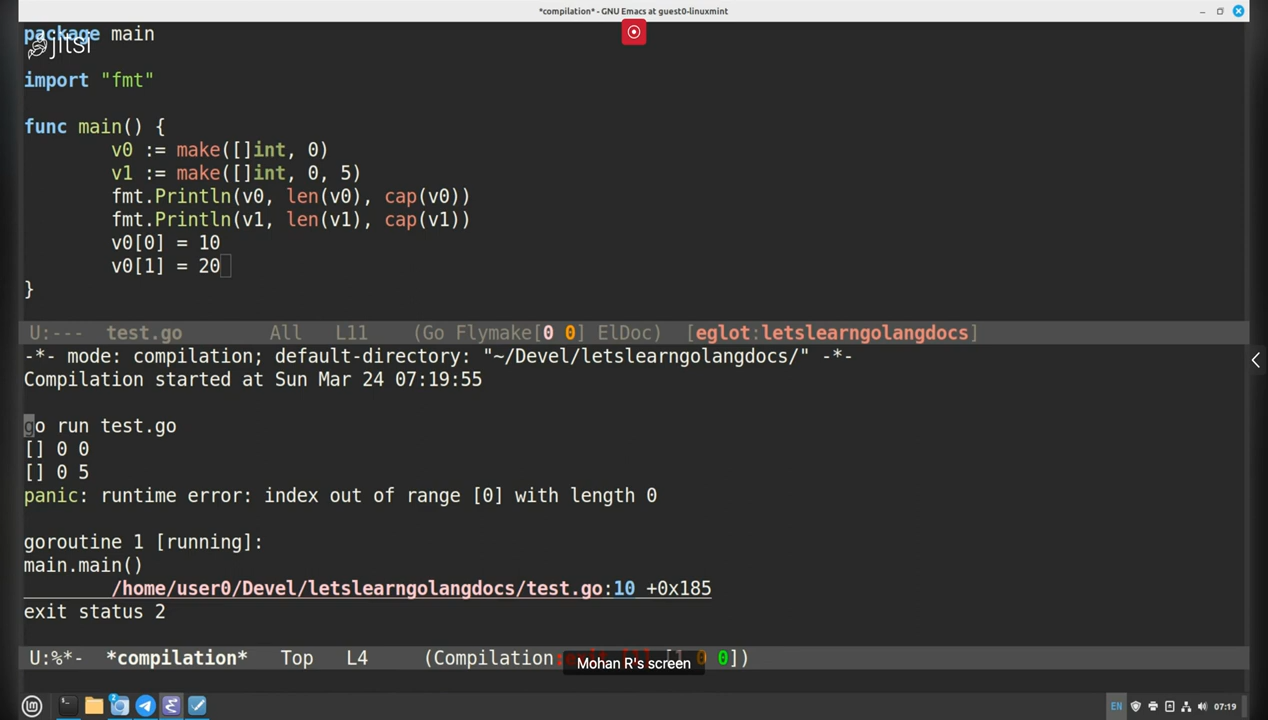 *compilation* - GNU Emacs at guest0-linuxmint
package main
jitsi
import "fmt"
func main() {
v0 := make([]int, 0)
v1 := make([]int, 0, 5)
fmt.Println(v0, len(v0), cap(v0))
fmt.Println(v1, len(v1), cap(v1))
v0[0] = 10
v0[1] = 20
}
U:--- test.go All L11 (Go Flymake[0 0] ElDoc) [eglot:letslearngolangdocs]
-*- mode: compilation; default-directory: "~/Devel/letslearngolangdocs/" -*-
Compilation started at Sun Mar 24 07:19:55
go run test.go
[] 0 0
[] 0 5
panic: runtime error: index out of range [0] with length 0
goroutine 1 [running]:
main.main()
/home/user0/Devel/letslearngolangdocs/test.go:10 +0x185
exit status 2
U:%*- *compilation* Top L4 (Compilation: 0 0])
Mohan R's screen
2
EN 07:19